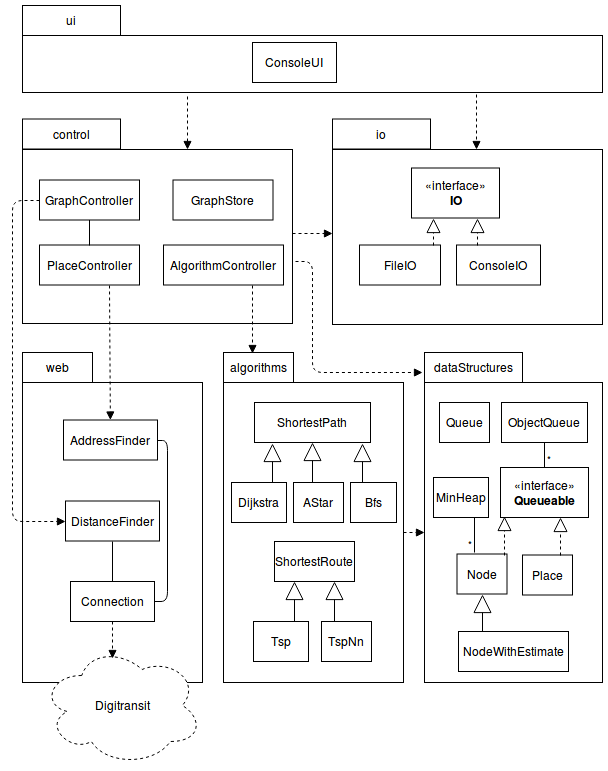 ui
ConsoleUI
control
GraphController
GraphStore
PlaceController
AlgorithmController
io
«interface»
IO
FileIO
ConsoleIO
web
AddressFinder
DistanceFinder
Connection
Digitransit
algorithms
ShortestPath
Dijkstra
AStar
Bfs
ShortestRoute
Tsp
TspNn
dataStructures
Queue
ObjectQueue
*
MinHeap
«interface»
Queueable
*
Node
Place
NodeWithEstimate